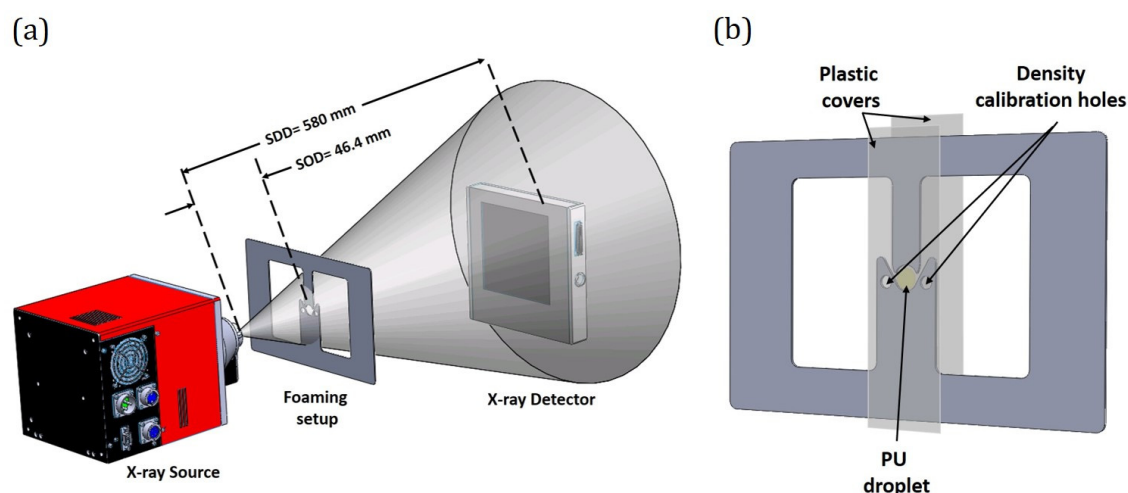 (a)
SDD= 580 mm
SOD= 46.4 mm
Foaming
setup
X-ray Detector
X-ray Source
(b)
Plastic
covers
Density
calibration holes
PU
droplet